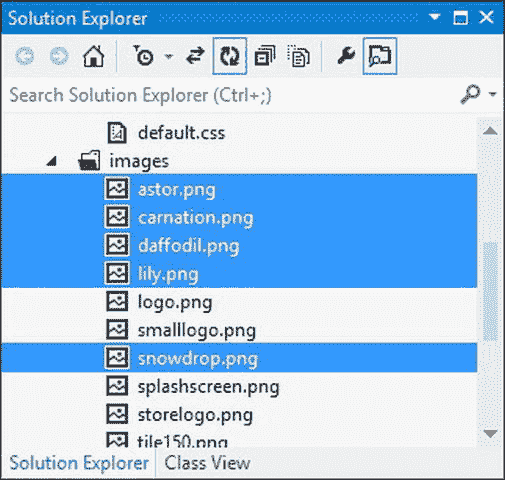 Solution Explorer
Search Solution Explorer (Ctrl+;)
default.css
images
astor.png
carnation.png
daffodil.png
lily.png
logo.png
smalllogo.png
snowdrop.png
splashscreen.png
storelogo.png
tile150.png
Solution Explorer Class View